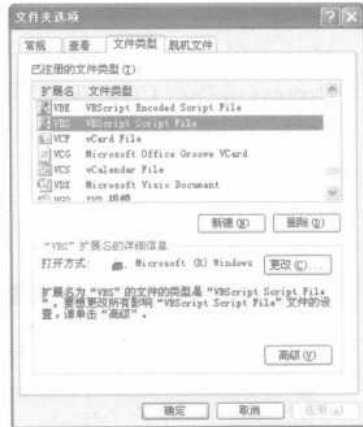 文件夹选项
常规 查看 文件类型 脱机文件
已注册的文件类型(T):
扩展名 文件类型
VBE VBScript Encoded Script File
VBS VBScript Script File
VCF vCard File
VCG Microsoft Office Groove VCard
VCS vCalendar File
VDX Microsoft Visio Document
新建(N) 删除(D)
“VBS”扩展名的详细信息
打开方式: Microsoft (R) Windows 更改(C)...
扩展名为“VBS”的文件的类型是“VBScript Script File
”。要想更改所有影响“VBScript Script File”文件的设
置,请单击“高级”。
高级(V)
确定 取消 应用(A)